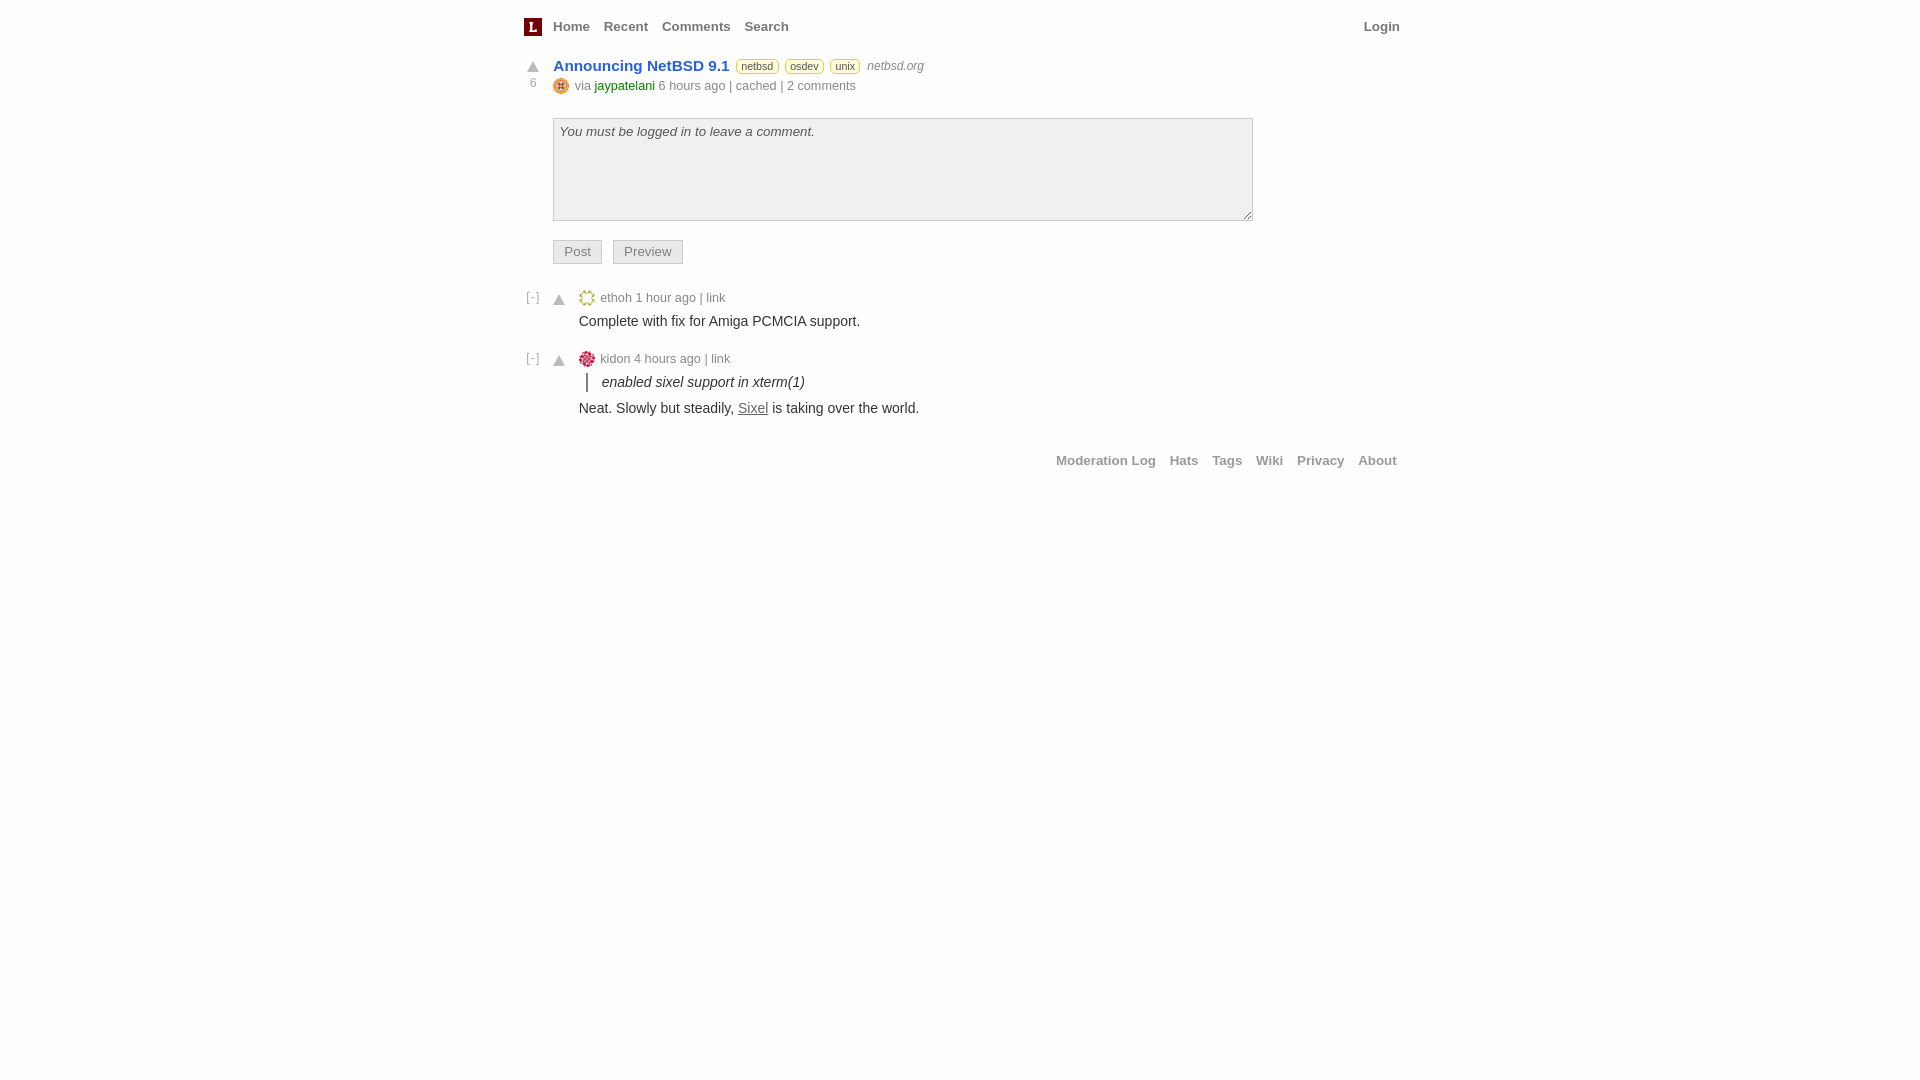 L Home Recent Comments Search Login
Announcing NetBSD 9.1 netbsd osdev unix netbsd.org
6 via jaypatelani 6 hours ago | cached | 2 comments
You must be logged in to leave a comment.
Post Preview
[-] ethoh 1 hour ago | link
Complete with fix for Amiga PCMCIA support.
[-] kidon 4 hours ago | link
enabled sixel support in xterm(1)
Neat. Slowly but steadily, Sixel is taking over the world.
Moderation Log Hats Tags Wiki Privacy About